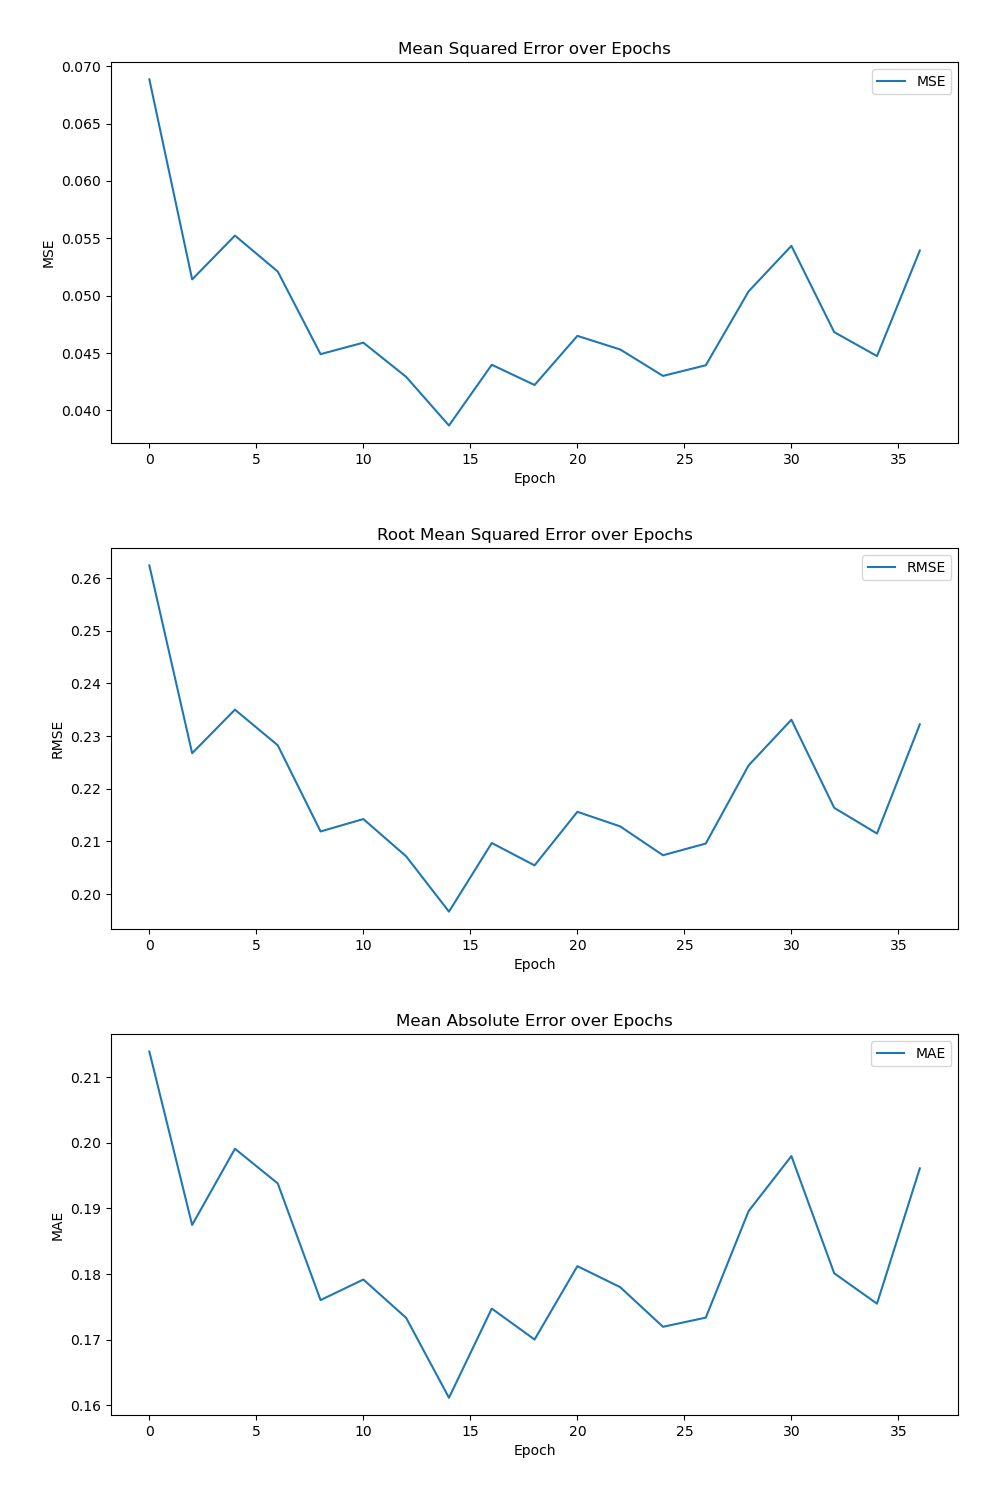 Mean Squared Error over Epochs
0.070
MSE
0.065
0.060
0.055
MSE
0.050
0.045
0.040
0 5 10 15 20 25 30 35
Epoch
Root Mean Squared Error over Epochs
RMSE
0.26
0.25
0.24
RMSE
0.23
0.22
0.21
0.20
0 5 10 15 20 25 30 35
Epoch
Mean Absolute Error over Epochs
MAE
0.21
0.20
0.19
MAE
0.18
0.17
0.16
0 5 10 15 20 25 30 35
Epoch